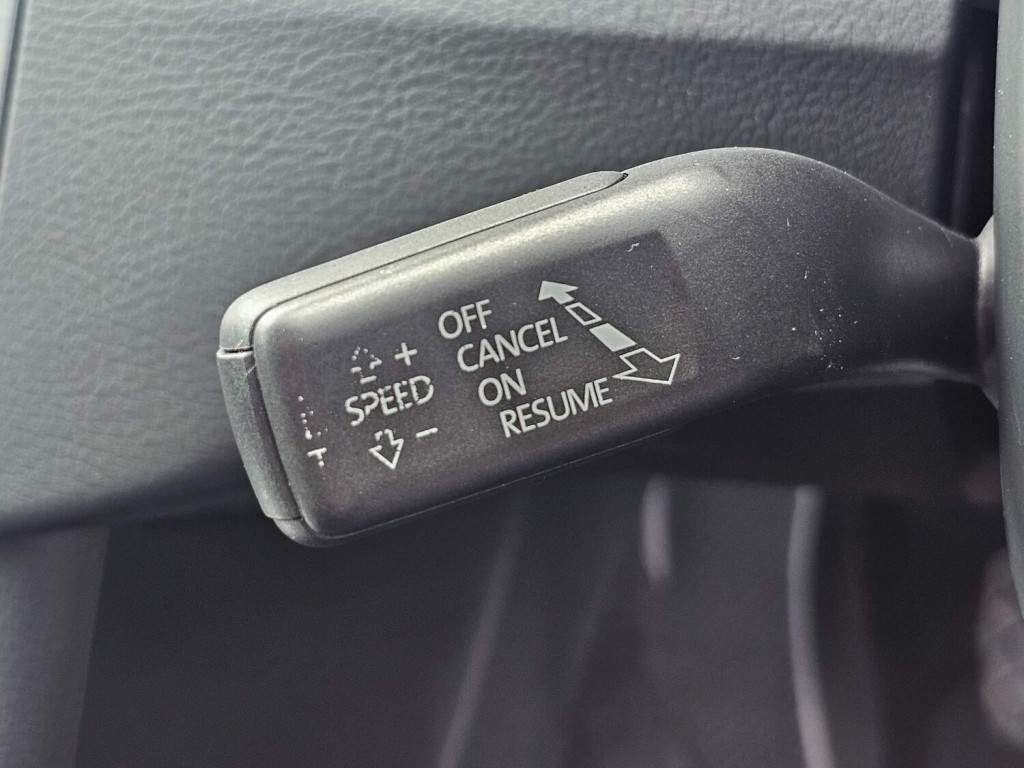 OFF
CANCEL
ON
RESUME
+
SPEED
−